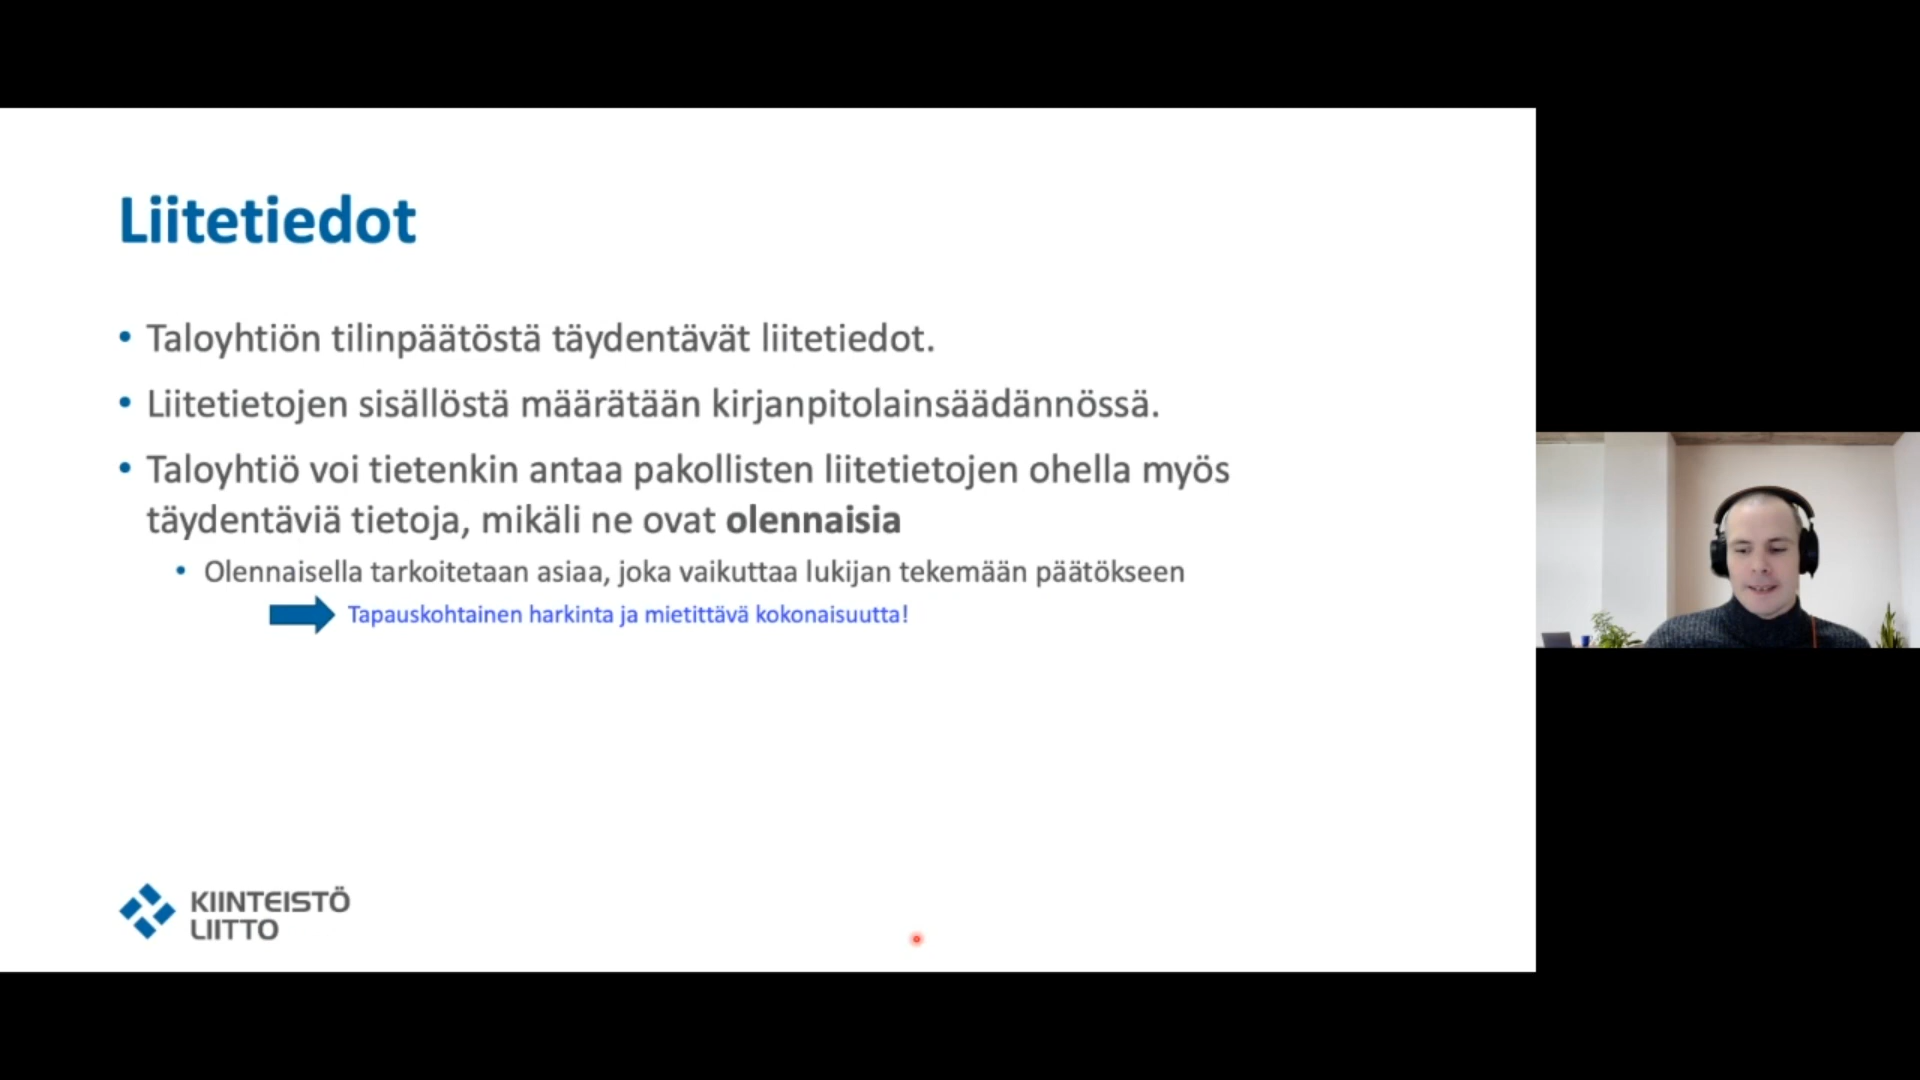 Liitetiedot
• Taloyhtiön tilinpäätöstä täydentävät liitetiedot.
• Liitetietojen sisällöstä määrätään kirjanpitolainsäädännössä.
• Taloyhtiö voi tietenkin antaa pakollisten liitetietojen ohella myös
täydentäviä tietoja, mikäli ne ovat olennaisia
• Olennaisella tarkoitetaan asiaa, joka vaikuttaa lukijan tekemään päätökseen
Tapauskohtainen harkinta ja mietittävä kokonaisuutta!
KIINTEISTÖ
LIITTO